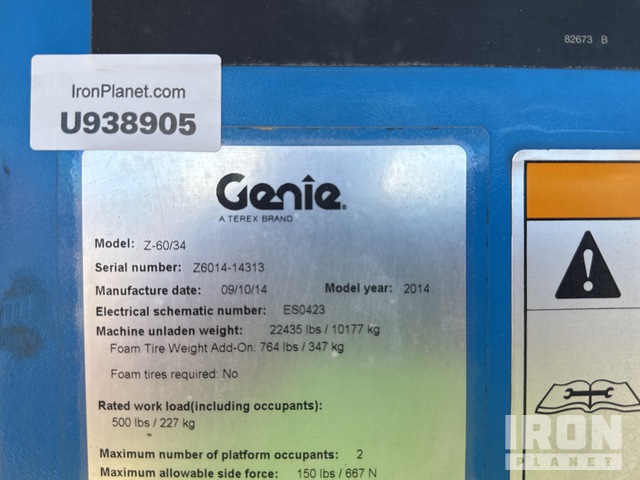 82673 B
IronPlanet.com
U938905
Genie
A TEREX BRAND
Model: Z-60/34
Serial number: Z6014-14313
Manufacture date: 09/10/14 Model year: 2014
Electrical schematic number: ES0423
Machine unladen weight: 22435 lbs / 10177 kg
Foam Tire Weight Add-On: 764 lbs / 347 kg
Foam tires required: No
Rated work load(including occupants):
500 lbs / 227 kg
Maximum number of platform occupants: 2
Maximum allowable side force: 150 lbs / 667 N
IRON
PLANET